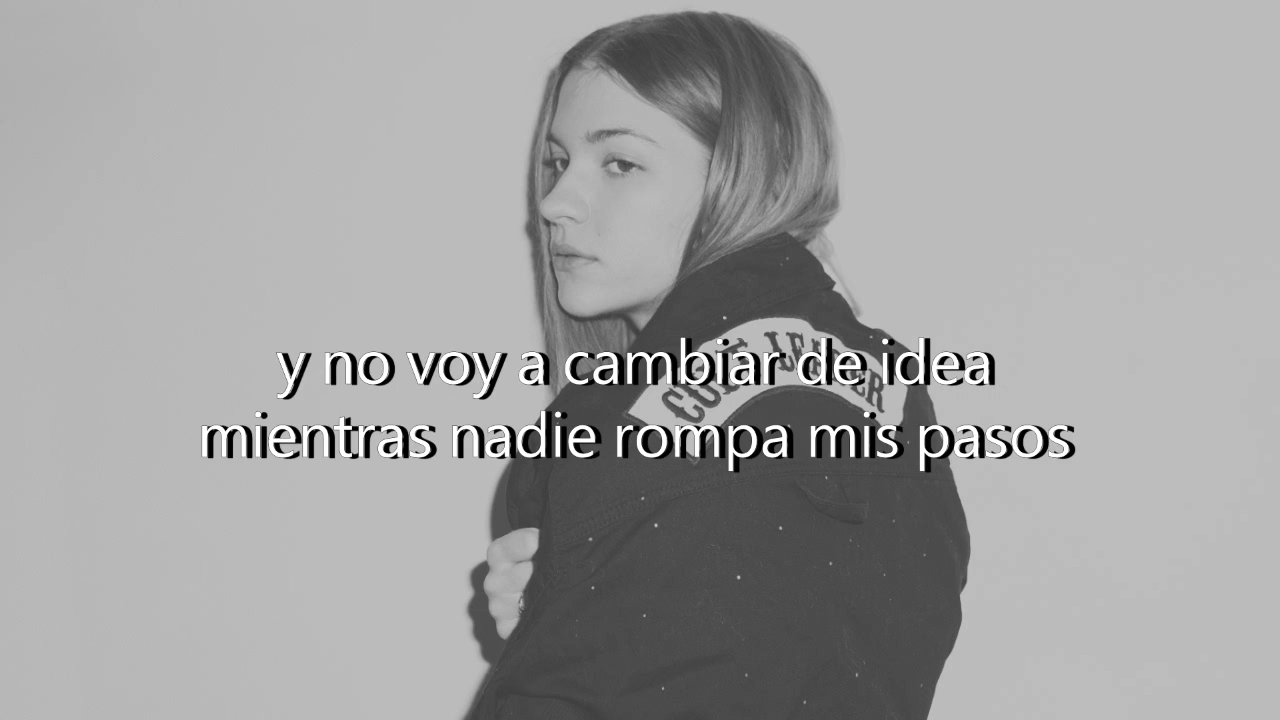 y no voy a cambiar de idea
mientras nadie rompa mis pasos